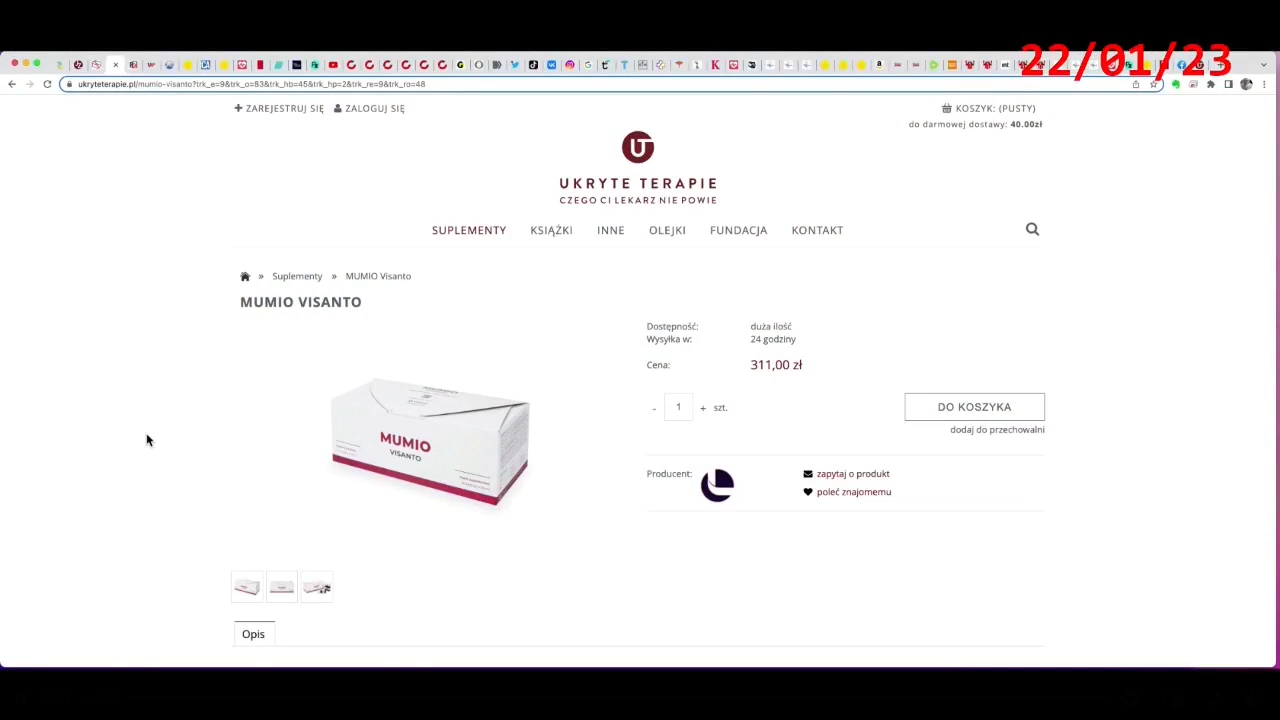 22/01/23
ukryteterapie.pl/mumio-visanto?trk_e=9&trk_o=83&trk_hb=45&trk_hp=2&trk_re=9&trk_ro=48
ZAREJESTRUJ SIĘ ZALOGUJ SIĘ
KOSZYK: (PUSTY)
do darmowej dostawy: 40.00zł
UT
UKRYTE TERAPIE
CZEGO CI LEKARZ NIE POWIE
SUPLEMENTY KSIĄŻKI INNE OLEJKI FUNDACJA KONTAKT
» Suplementy » MUMIO Visanto
MUMIO VISANTO
Dostępność: duża ilość
Wysyłka w: 24 godziny
Cena: 311,00 zł
- 1 + szt.
DO KOSZYKA
dodaj do przechowalni
MUMIO
VISANTO
Producent:
zapytaj o produkt
poleć znajomemu
Opis